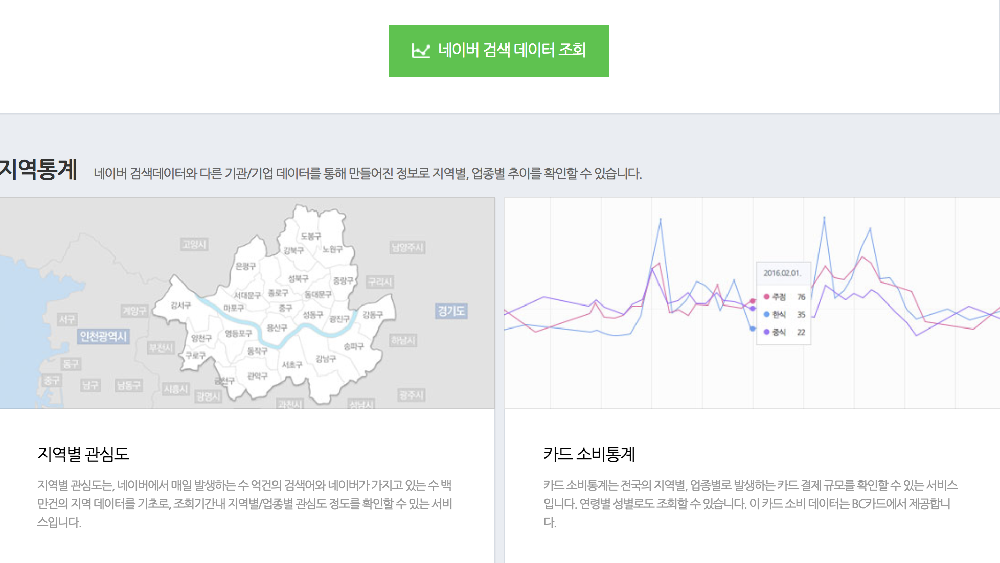 네이버 검색 데이터 조회
지역통계 네이버 검색데이터와 다른 기관/기업 데이터를 통해 만들어진 정보로 지역별, 업종별 추이를 확인할 수 있습니다.
도봉구
고양시
남양주시
강북구
노원구
은평구
성북구
중랑구
구리시
서대문구
종로구
동대문구
강서구
마포구
중구
계양구
성동구
광진구
강동구
경기도
서구
용산구
인천광역시
영등포구
양천구
하남시
부천시
송파구
동작구
구로구
강남구
동구
서초구
관악구
금천구
중구
남구
남동구
시흥시
광명시
광주시
과천시
성남시
2016.02.01.
주점 76
한식 35
중식 22
지역별 관심도
지역별 관심도는, 네이버에서 매일 발생하는 수 억건의 검색어와 네이버가 가지고 있는 수 백
만건의 지역 데이터를 기초로, 조회기간내 지역별/업종별 관심도 정도를 확인할 수 있는 서비
스입니다.
카드 소비통계
카드 소비통계는 전국의 지역별, 업종별로 발생하는 카드 결제 규모를 확인할 수 있는 서비스
입니다. 연령별 성별로도 조회할 수 있습니다. 이 카드 소비 데이터는 BC카드에서 제공합니
다.